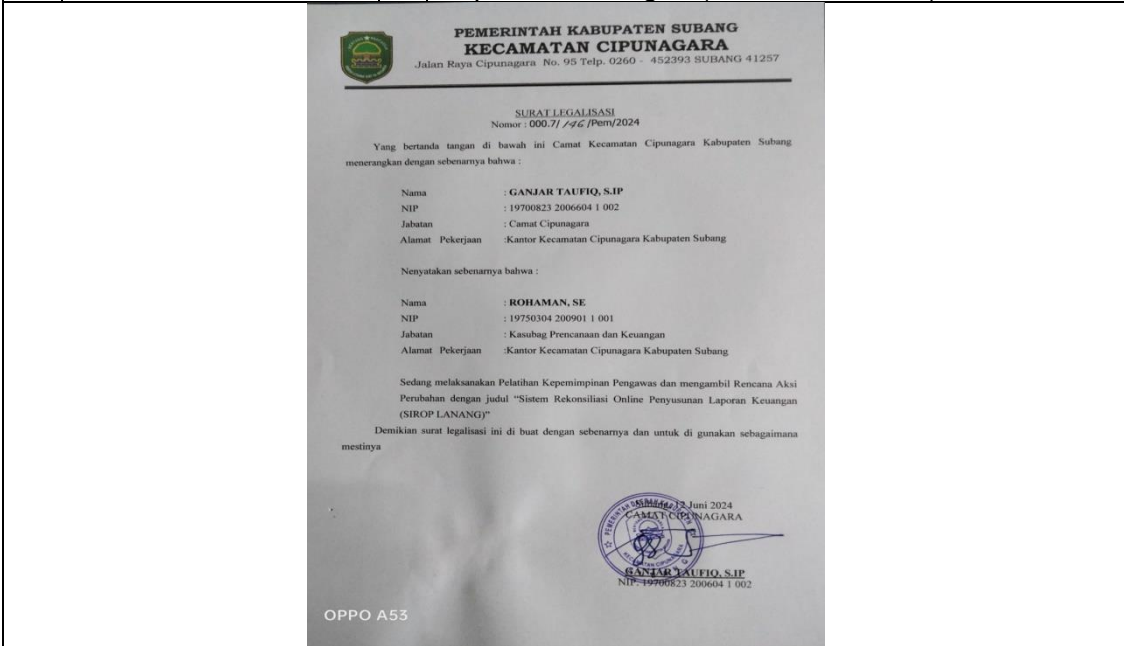 PEMERINTAH KABUPATEN SUBANG
KECAMATAN CIPUNAGARA
Jalan Raya Cipunagara No. 95 Telp. 0260 - 452393 SUBANG 41257
SURAT LEGALISASI
Nomor : 000.7/ 146 /Pem/2024
Yang bertanda tangan di bawah ini Camat Kecamatan Cipunagara Kabupaten Subang
menerangkan dengan sebenarnya bahwa :
Nama : GANJAR TAUFIQ, S.IP
NIP : 19700823 2006604 1 002
Jabatan : Camat Cipunagara
Alamat Pekerjaan :Kantor Kecamatan Cipunagara Kabupaten Subang
Nenyatakan sebenarnya bahwa :
Nama : ROHAMAN, SE
NIP : 19750304 200901 1 001
Jabatan : Kasubag Prencanaan dan Keuangan
Alamat Pekerjaan :Kantor Kecamatan Cipunagara Kabupaten Subang
Sedang melaksanakan Pelatihan Kepemimpinan Pengawas dan mengambil Rencana Aksi
Perubahan dengan judul “Sistem Rekonsiliasi Online Penyusunan Laporan Keuangan
(SIROP LANANG)”
Demikian surat legalisasi ini di buat dengan sebenarnya dan untuk di gunakan sebagaimana
mestinya
12 Juni 2024
CAMAT CIPUNAGARA
GANJAR TAUFIQ, S.IP
NIP. 19700823 200604 1 002
OPPO A53